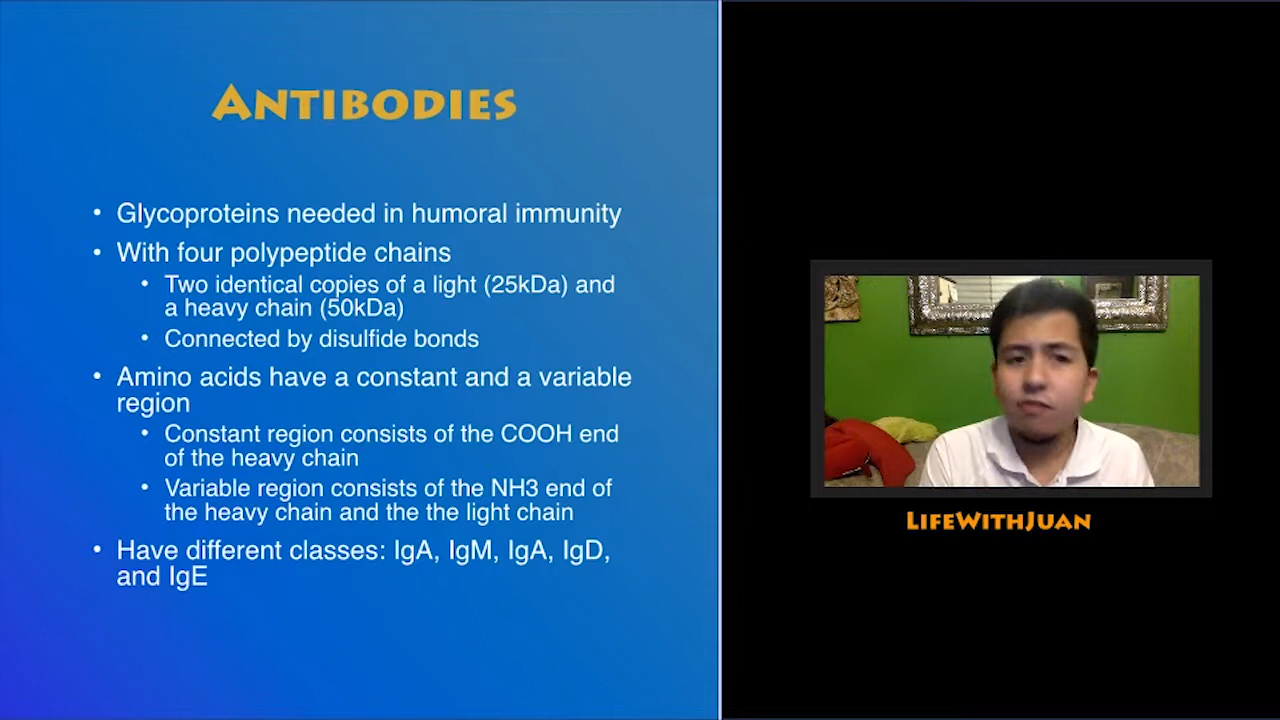 ANTIBODIES
• Glycoproteins needed in humoral immunity
• With four polypeptide chains
• Two identical copies of a light (25kDa) and
a heavy chain (50kDa)
• Connected by disulfide bonds
• Amino acids have a constant and a variable
region
• Constant region consists of the COOH end
of the heavy chain
• Variable region consists of the NH3 end of
the heavy chain and the the light chain
• Have different classes: IgA, IgM, IgA, IgD,
and IgE
LIFEWITHJUAN